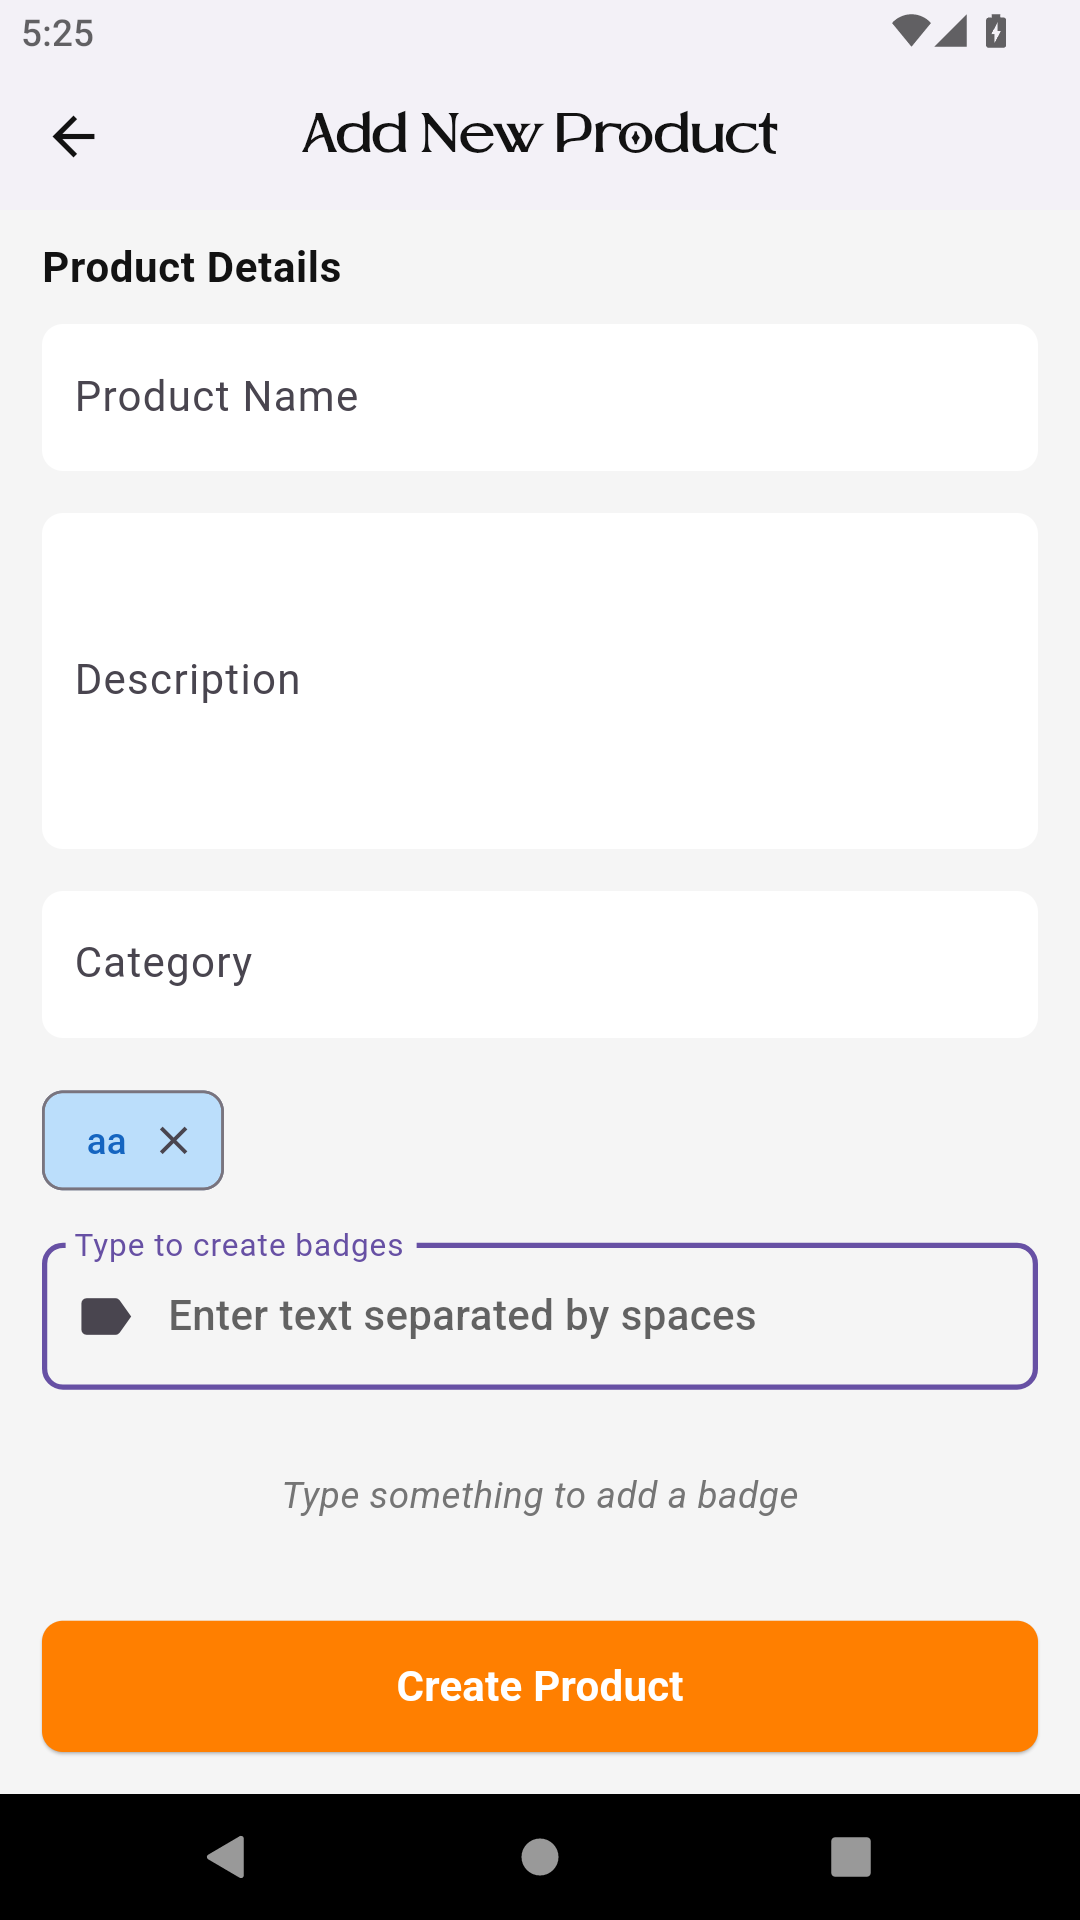 5:25
Add New Product
Product Details
Product Name
Description
Category
aa
Type to create badges
Enter text separated by spaces
Type something to add a badge
Create Product